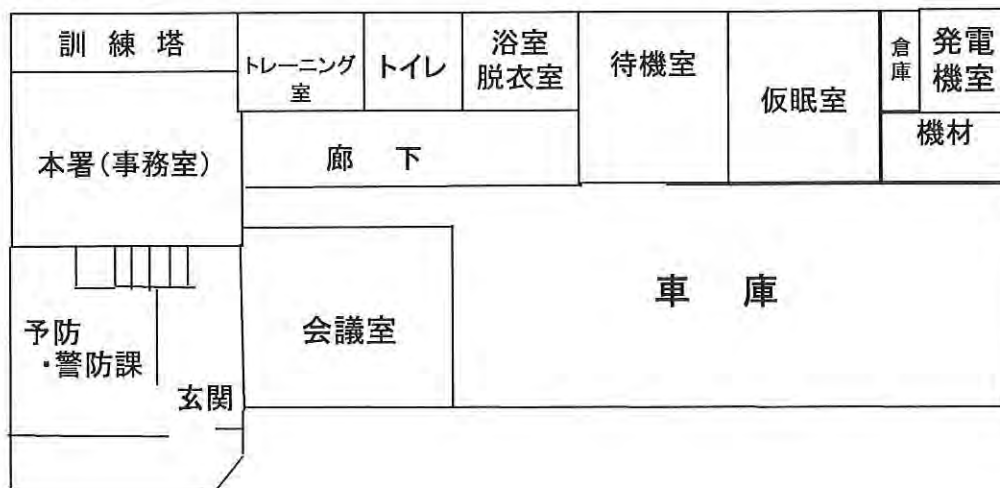 訓 練 塔
トレーニング
室
トイレ
浴室
脱衣室
待機室
仮眠室
倉
庫
発電
機室
機材
本署(事務室)
廊 下
車 庫
会議室
予防
・警防課
玄関